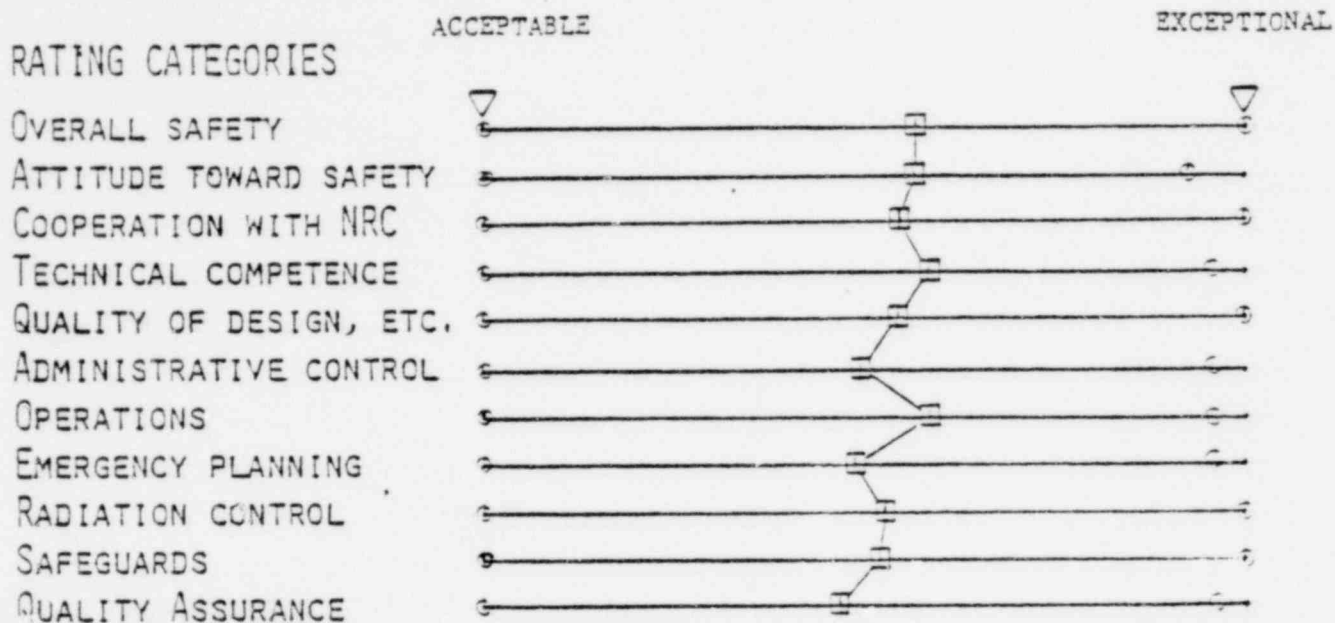 ACCEPTABLE EXCEPTIONAL
RATING CATEGORIES
OVERALL SAFETY
ATTITUDE TOWARD SAFETY
COOPERATION WITH NRC
TECHNICAL COMPETENCE
QUALITY OF DESIGN, ETC.
ADMINISTRATIVE CONTROL
OPERATIONS
EMERGENCY PLANNING
RADIATION CONTROL
SAFEGUARDS
QUALITY ASSURANCE